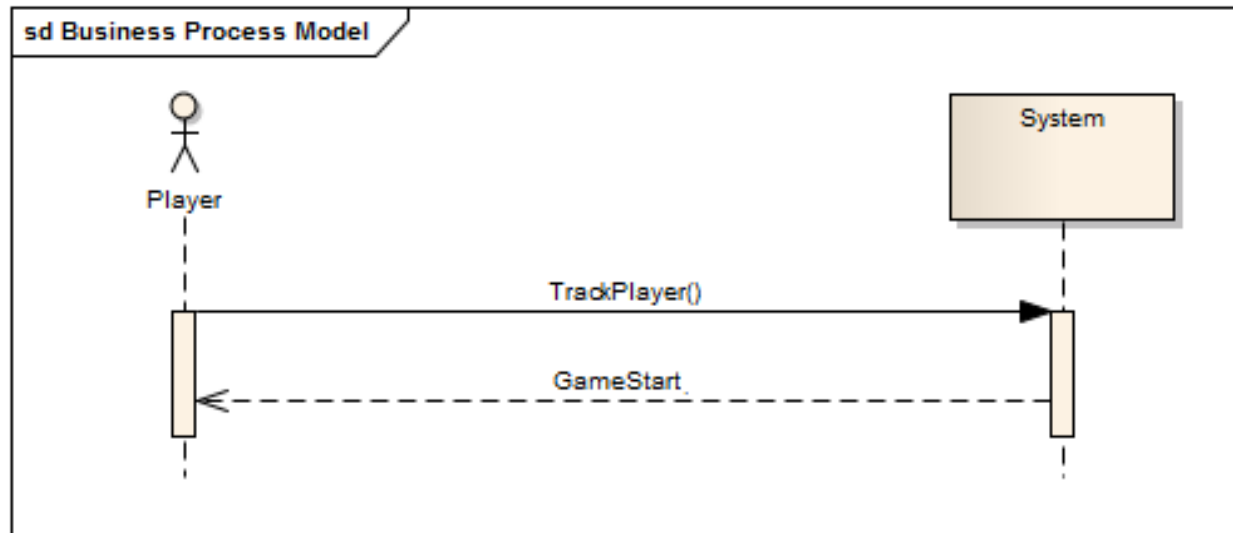 sd Business Process Model
System
Player
TrackPlayer()
GameStart